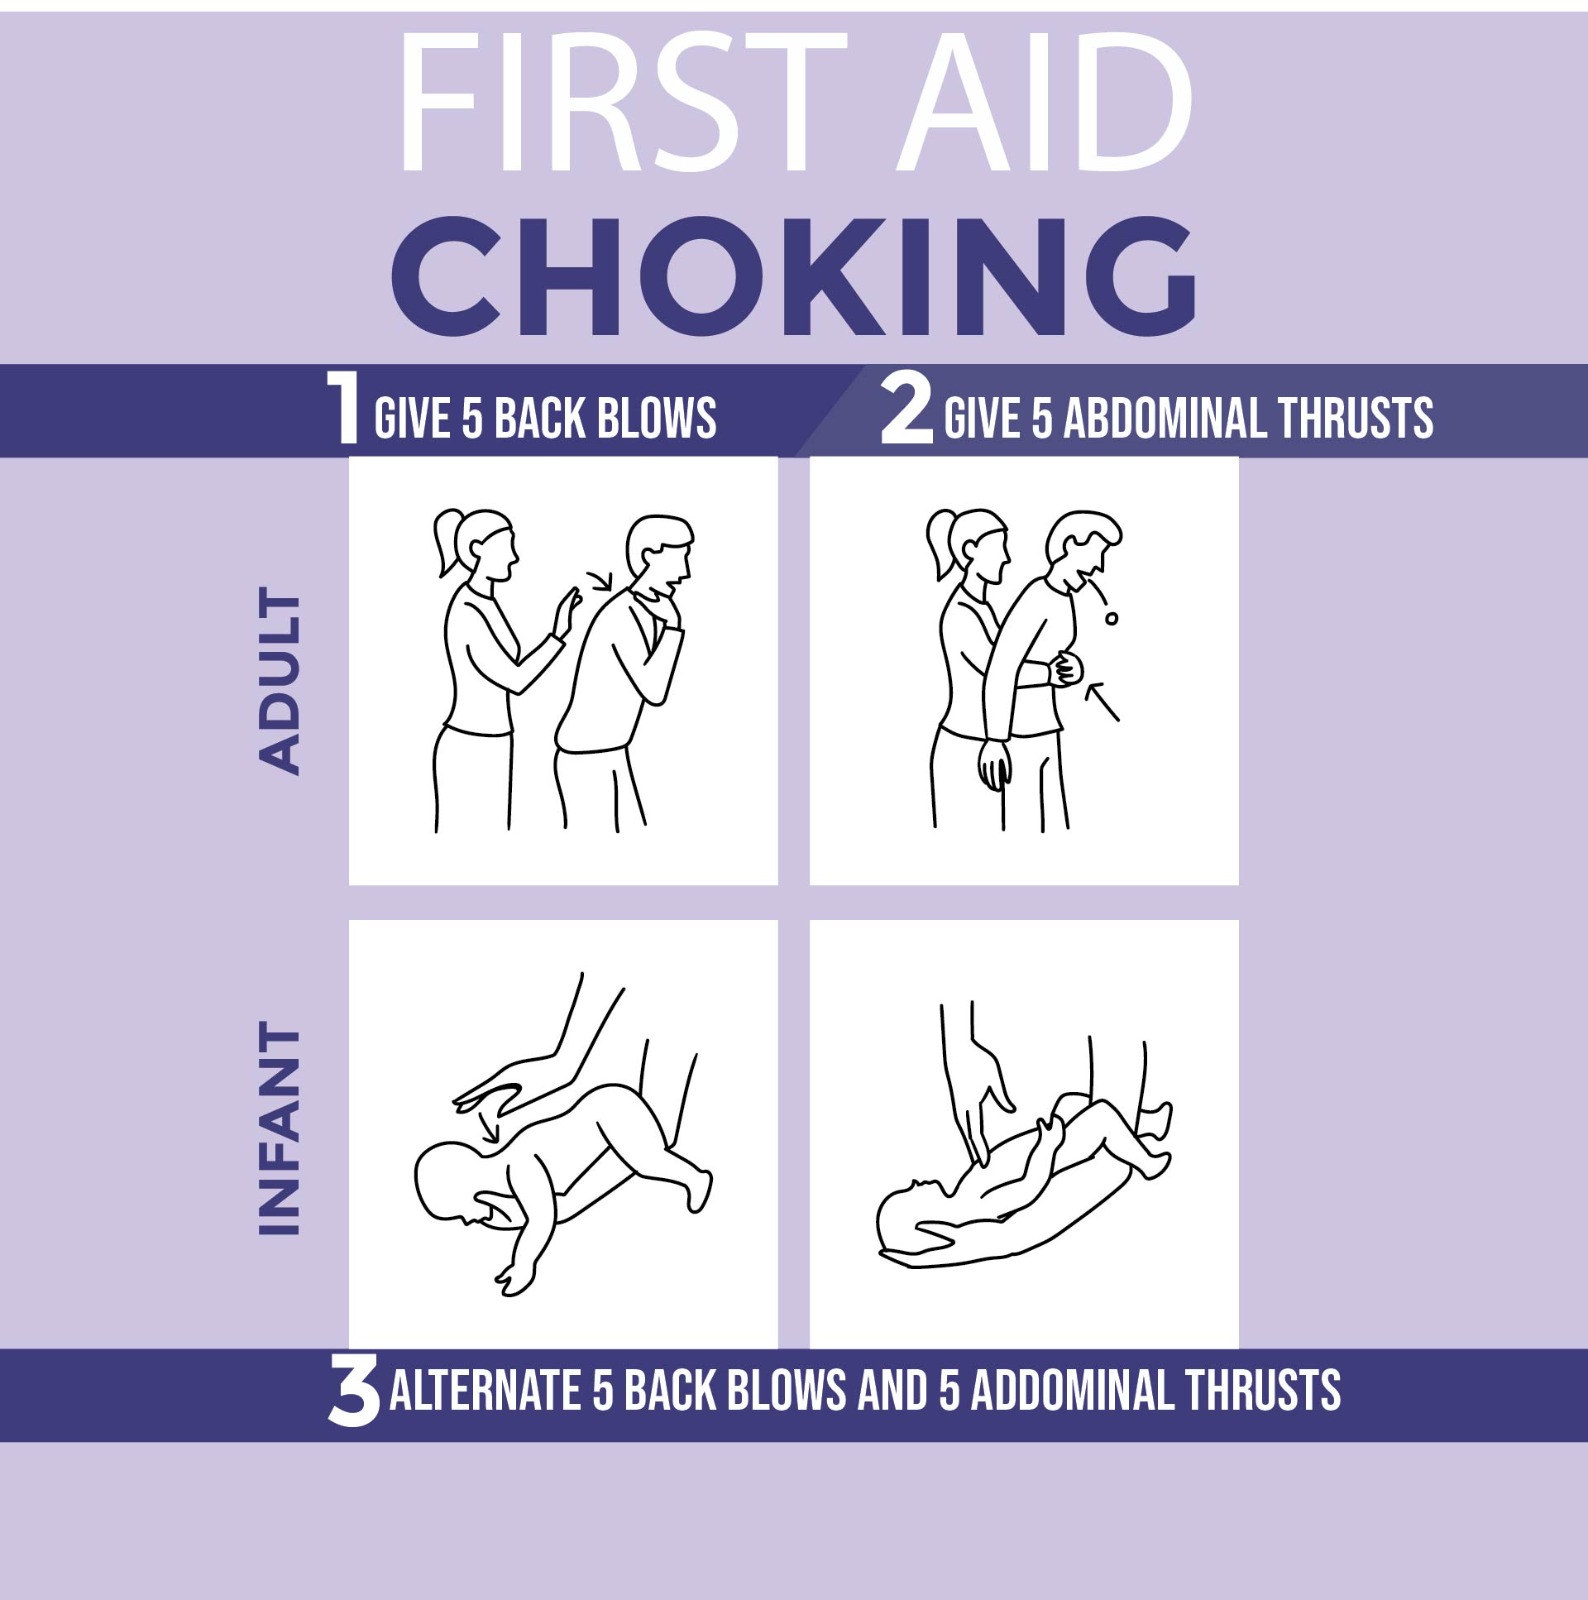 FIRST AID
CHOKING
1 GIVE 5 BACK BLOWS
2 GIVE 5 ABDOMINAL THRUSTS
ADULT
INFANT
3 ALTERNATE 5 BACK BLOWS AND 5 ADDOMINAL THRUSTS